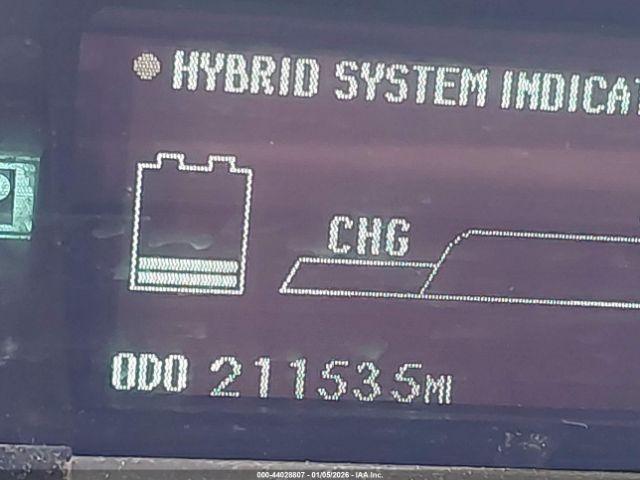 HYBRID SYSTEM INDICAT
CHG
ODO 211535MI
000-44028807 - 01/05/2026 - IAA Inc.